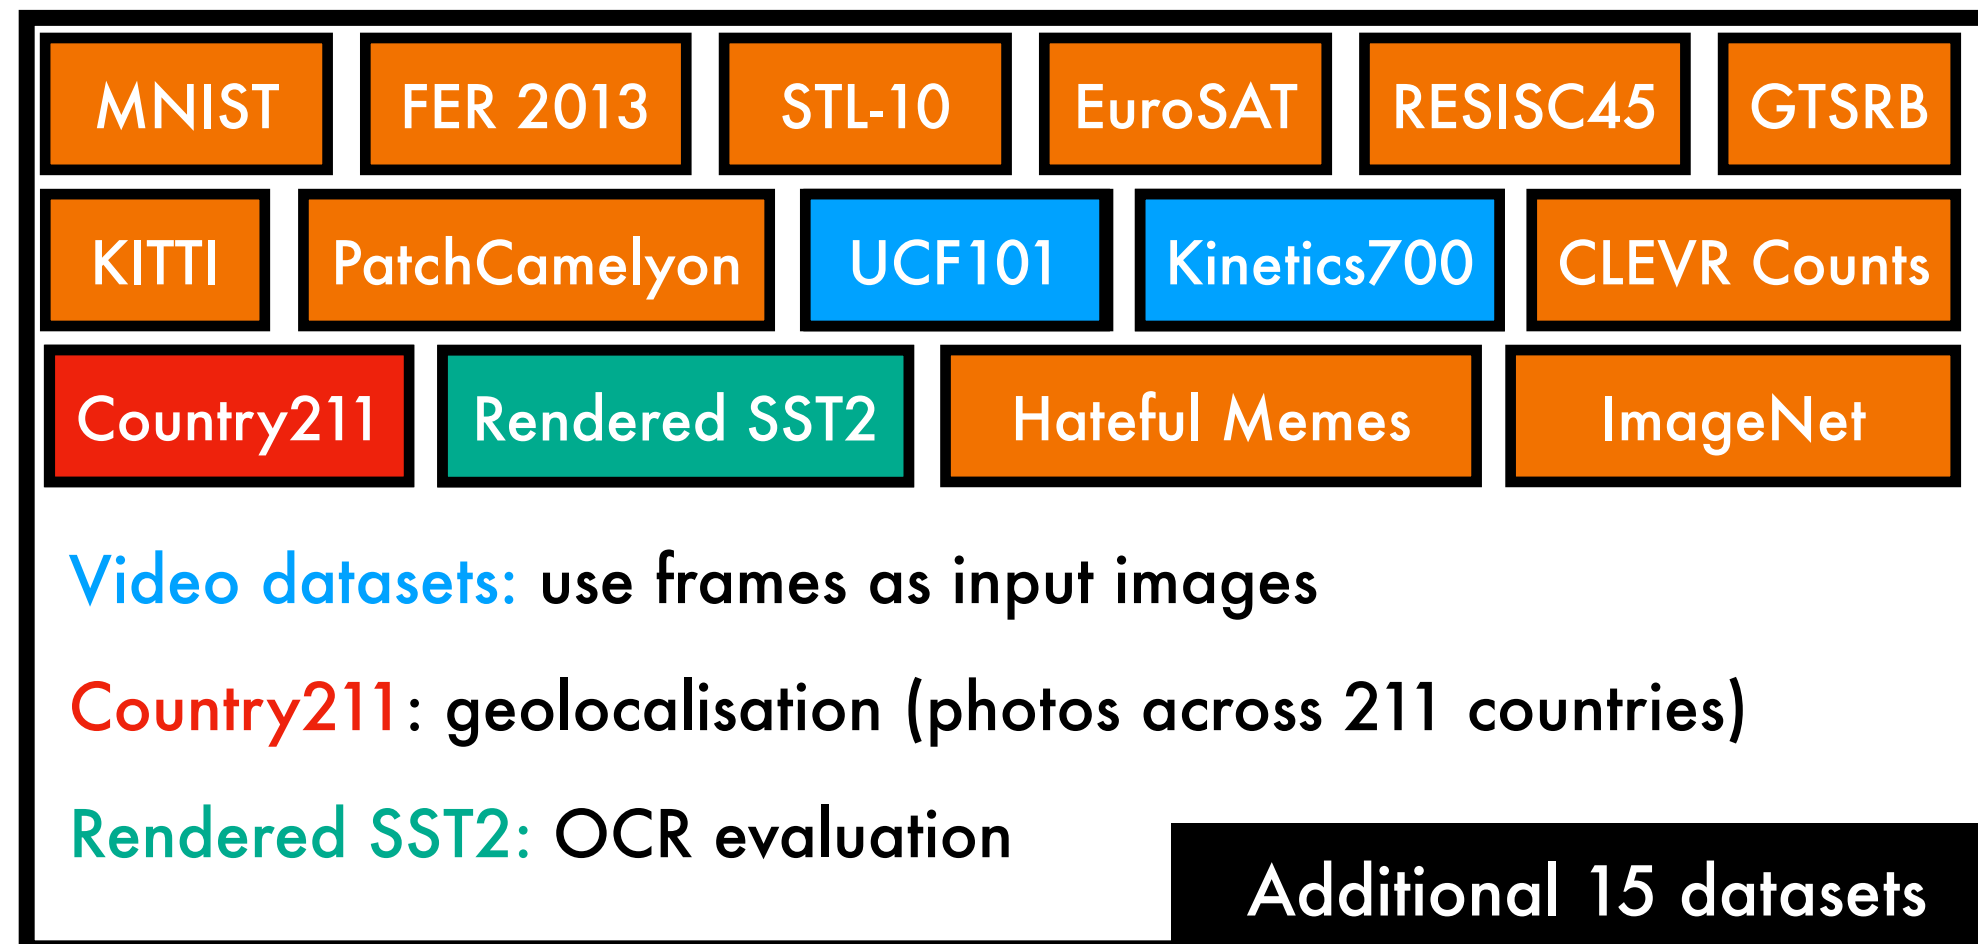 MNIST FER 2013 STL-10 EuroSAT RESISC45 GTSRB
KITTI PatchCamelyon UCF101 Kinetics700 CLEVR Counts
Country211 Rendered SST2 Hateful Memes ImageNet
Video datasets: use frames as input images
Country211: geolocalisation (photos across 211 countries)
Rendered SST2: OCR evaluation
Additional 15 datasets